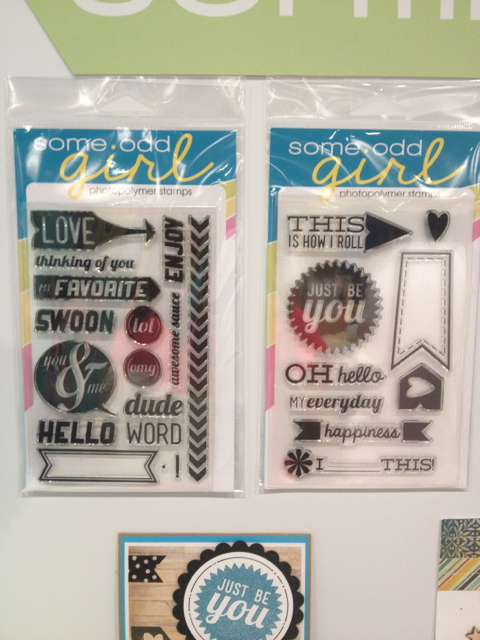 some odd
girl
photopolymer stamps
LOVE
thinking of you
my FAVORITE
SWOON
lol
you
&
me
omg
dude
HELLO WORD
!
ENJOY
awesome sauce
some odd
girl
photopolymer stamps
THIS
IS HOW I ROLL
JUST BE
you
OH hello
MY everyday
happiness
I THIS!
JUST BE
you